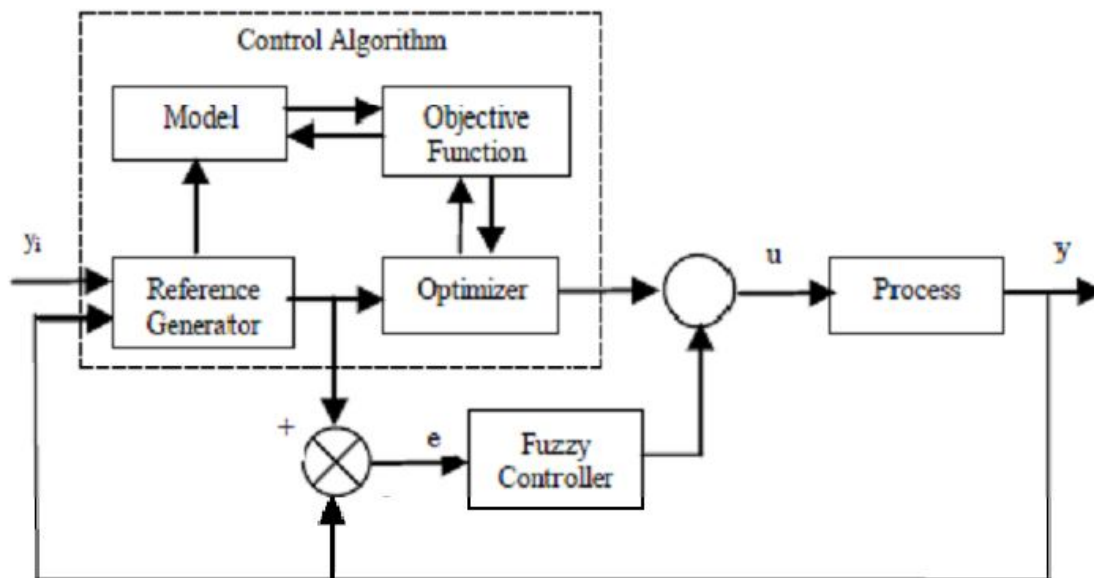 Control Algorithm
Model
Objective
Function
yi
Reference
Generator
Optimizer
u
Process
y
+
e
Fuzzy
Controller
-